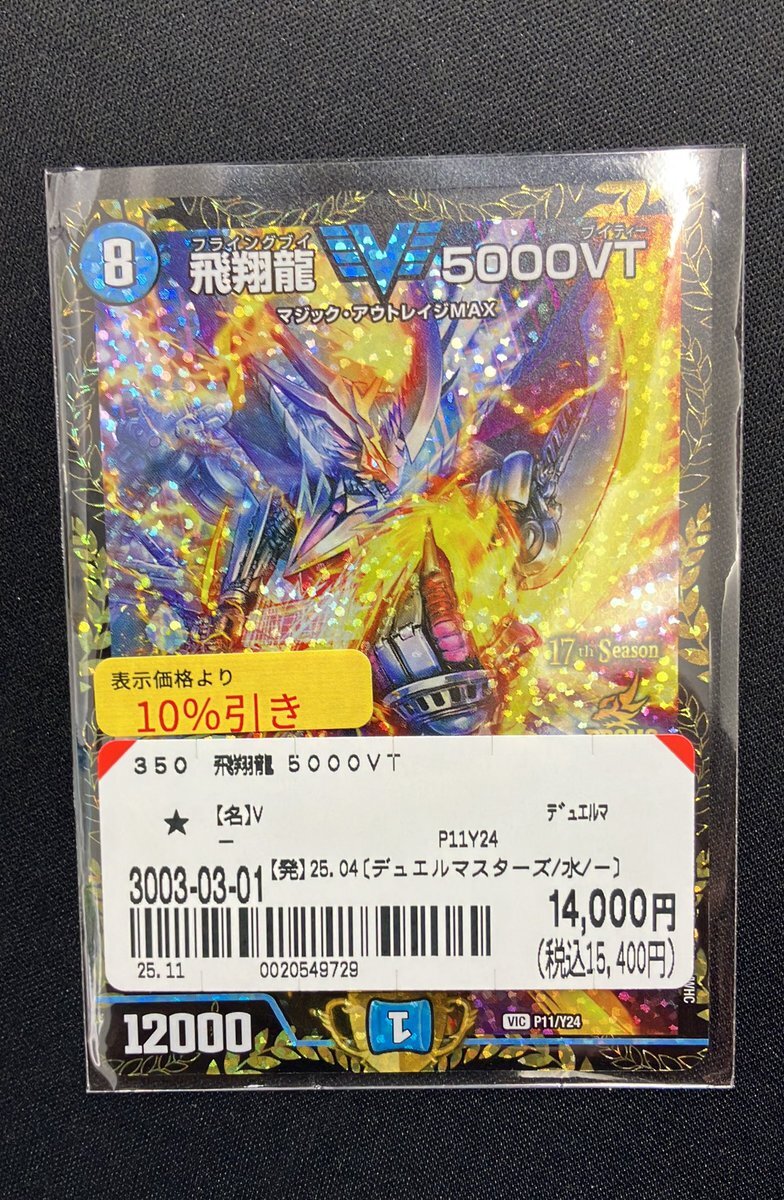 8
フライングブイ ブイティー
飛翔龍 5000VT
マジック・アウトレイジMAX
17th Season
表示価格より
10%引き
350 飛翔龍 5000VT
★ 【名】V デュエルマ
ー P11Y24
3003-03-01 【発】25.04〔デュエルマスターズ/水/ー〕
14,000円
25.11 0020549729 (税込15,400円)
12000
1
VIC P11/Y24